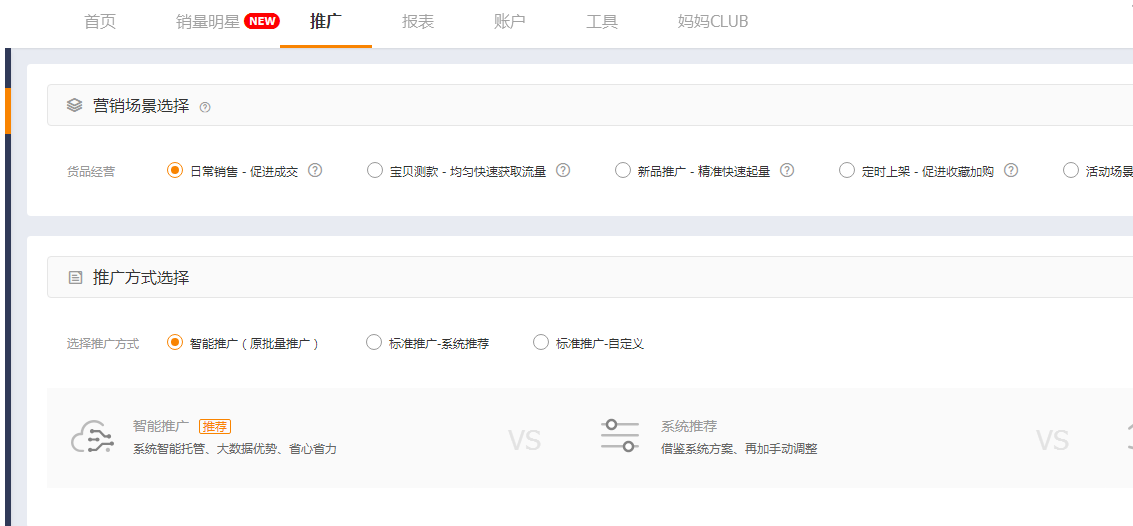 首页 销量明星 NEW 推广 报表 账户 工具 妈妈CLUB
营销场景选择 ?
货品经营 日常销售 - 促进成交 ? 宝贝测款 - 均匀快速获取流量 ? 新品推广 - 精准快速起量 ? 定时上架 - 促进收藏加购 ? 活动场景
推广方式选择
选择推广方式 智能推广 ( 原批量推广 ) 标准推广-系统推荐 标准推广-自定义
智能推广 推荐 VS 系统推荐 VS
系统智能托管、大数据优势、省心省力 借鉴系统方案、再加手动调整